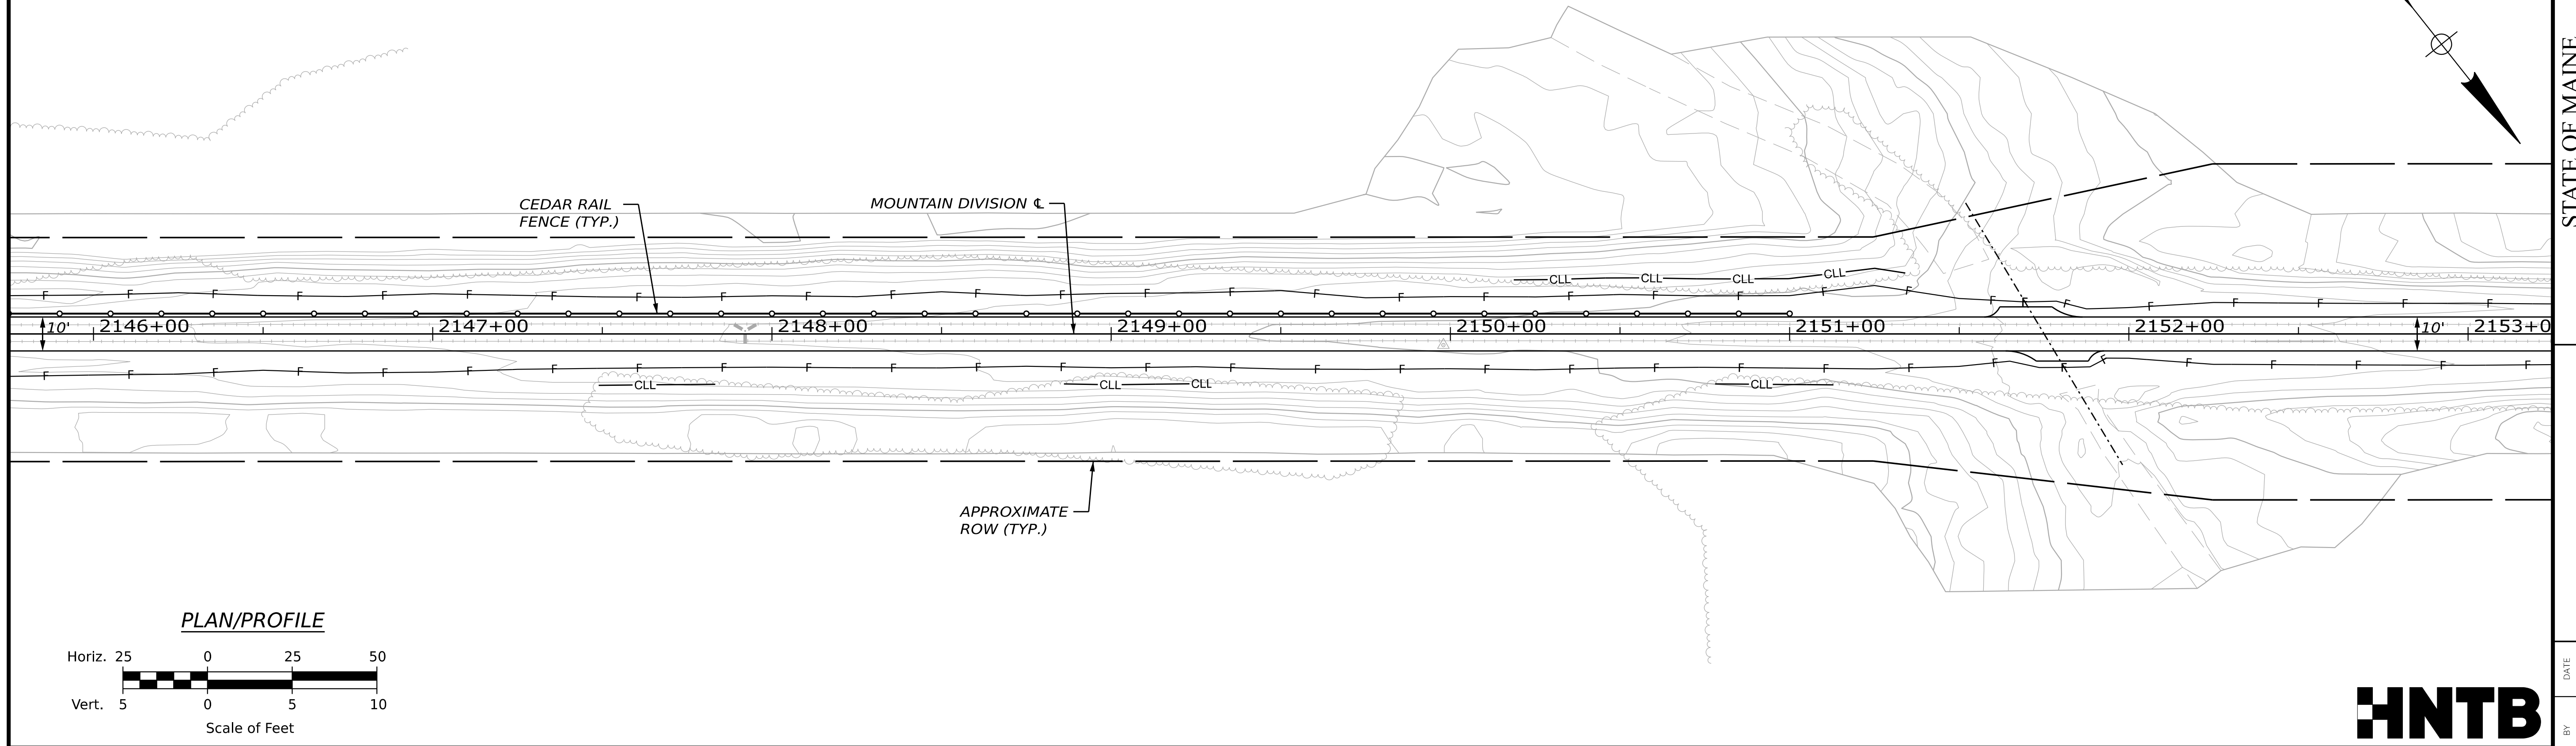 STATE OF MAINE
CEDAR RAIL
FENCE (TYP.)
MOUNTAIN DIVISION ℄
CLL CLL CLL CLL
F F F F F F F F F F F F F F F F F F F F F F F F F F F F F F
10' 2146+00 2147+00 2148+00 2149+00 2150+00 2151+00 2152+00 10' 2153+0
F F F F F F F F F F F F F F F F F F F F F F F F F F F F F F
CLL CLL CLL CLL
APPROXIMATE
ROW (TYP.)
PLAN/PROFILE
Horiz. 25 0 25 50
Vert. 5 0 5 10
Scale of Feet
HNTB
DATE
BY